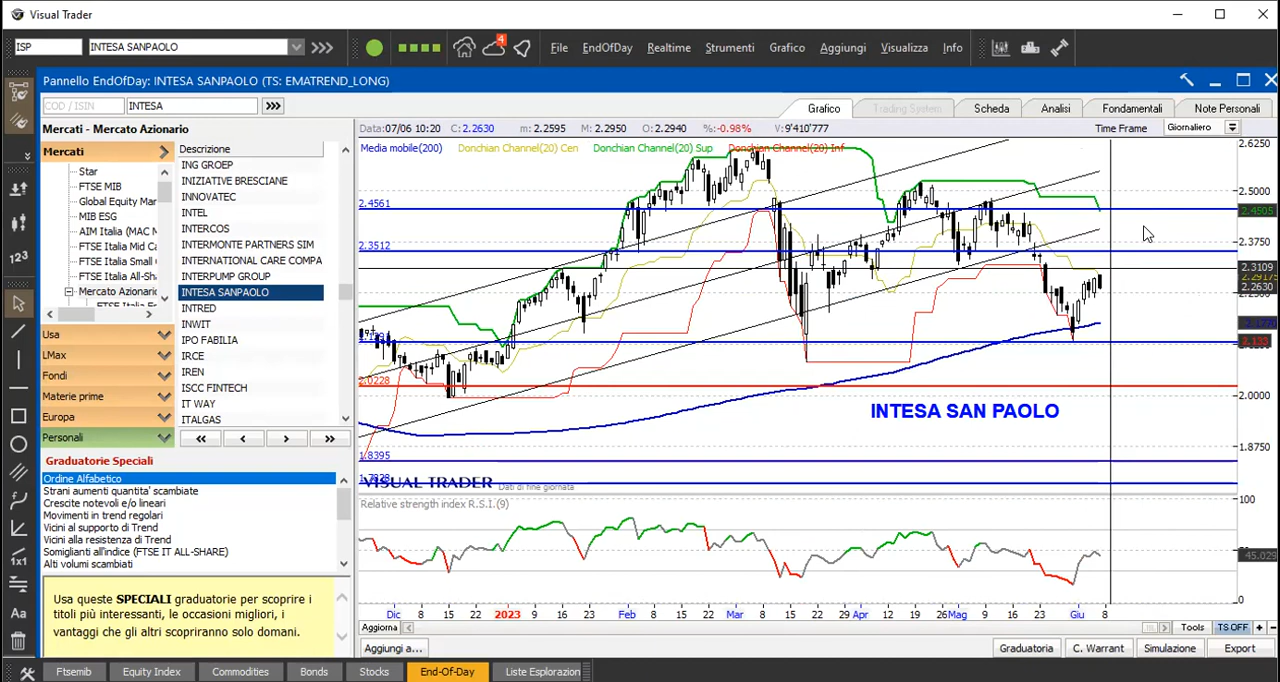 Visual Trader
ISP INTESA SANPAOLO
4
File EndOfDay Realtime Strumenti Grafico Aggiungi Visualizza Info
Pannello EndOfDay: INTESA SANPAOLO (TS: EMATREND_LONG)
COD / ISIN INTESA
Grafico Trading System Scheda Analisi Fondamentali Note Personali
Mercati - Mercato Azionario
Mercati
Star
FTSE MIB
Global Equity Mar
MIB ESG
AIM Italia (MAC M
FTSE Italia Mid C
FTSE Italia Small
FTSE Italia All-Sha
Mercato Azionario
Usa
LMax
Fondi
Materie prime
Europa
Personali
Descrizione
ING GROEP
INIZIATIVE BRESCIANE
INNOVATEC
INTEL
INTERCOS
INTERMONTE PARTNERS SIM
INTERNATIONAL CARE COMPA
INTERPUMP GROUP
INTESA SANPAOLO
INTRED
INWIT
IPO FABILIA
IRCE
IREN
ISCC FINTECH
IT WAY
ITALGAS
Graduatorie Speciali
Ordine Alfabetico
Strani aumenti quantita' scambiate
Crescite notevoli e/o lineari
Movimenti in trend regolari
Vicini al supporto di Trend
Vicini alla resistenza di Trend
Somiglianti all'indice (FTSE IT ALL-SHARE)
Alti volumi scambiati
Usa queste SPECIALI graduatorie per scoprire i
titoli più interessanti, le occasioni migliori, i
vantaggi che gli altri scopriranno solo domani.
Data:07/06 10:20 C:2.2630 m:2.2595 M:2.2950 O:2.2940 %:-0.98% V:9'410'777
Time Frame Giornaliero
Media mobile(200) Donchian Channel(20) Cen Donchian Channel(20) Sup Donchian Channel(20) Inf
2.6250
2.5000
2.4505
2.3750
2.3109
2.2630
2.0000
1.8750
2.4561
2.3512
2.0228
1.8395
INTESA SAN PAOLO
VISUAL TRADER Dati di fine giornata
Relative strength index R.S.I.(9)
100
45.029
0
Dic 8 15 22 2023 9 16 23 Feb 8 15 22 Mar 8 15 22 29 Apr 12 19 26 Mag 9 16 23 Giu 8
Aggiorna Tools TS OFF
Aggiungi a... Graduatoria C. Warrant Simulazione Export
Ftsemib Equity Index Commodities Bonds Stocks End-Of-Day Liste Esplorazion
123
1x1
Aa